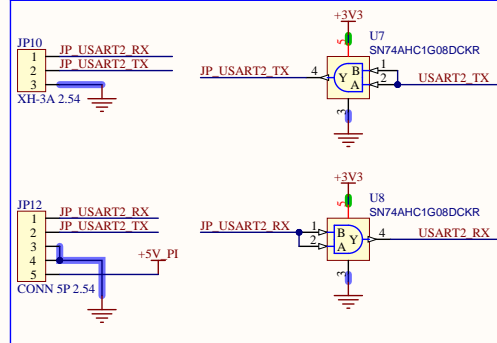 JP10
1 JP_USART2_RX
2 JP_USART2_TX
3
XH-3A 2.54
+3V3
U7
SN74AHC1G08DCKR
5
JP_USART2_TX 4 Y B 1
A 2 USART2_TX
3
JP12
1 JP_USART2_RX
2 JP_USART2_TX
3
4
5 +5V_PI
CONN 5P 2.54
+3V3
U8
SN74AHC1G08DCKR
5
JP_USART2_RX 1 B Y 4 USART2_RX
2 A
3